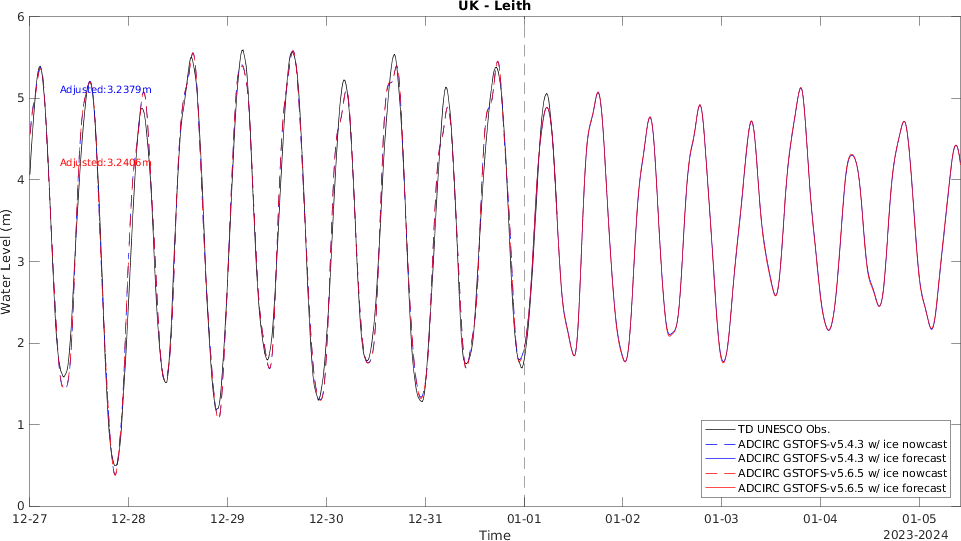 UK - Leith
6
5
4
3
2
1
0
Water Level (m)
Adjusted:3.2379m
Adjusted:3.2406m
TD UNESCO Obs.
ADCIRC GSTOFS-v5.4.3 w/ ice nowcast
ADCIRC GSTOFS-v5.4.3 w/ ice forecast
ADCIRC GSTOFS-v5.6.5 w/ ice nowcast
ADCIRC GSTOFS-v5.6.5 w/ ice forecast
12-27 12-28 12-29 12-30 12-31 01-01 01-02 01-03 01-04 01-05
Time
2023-2024